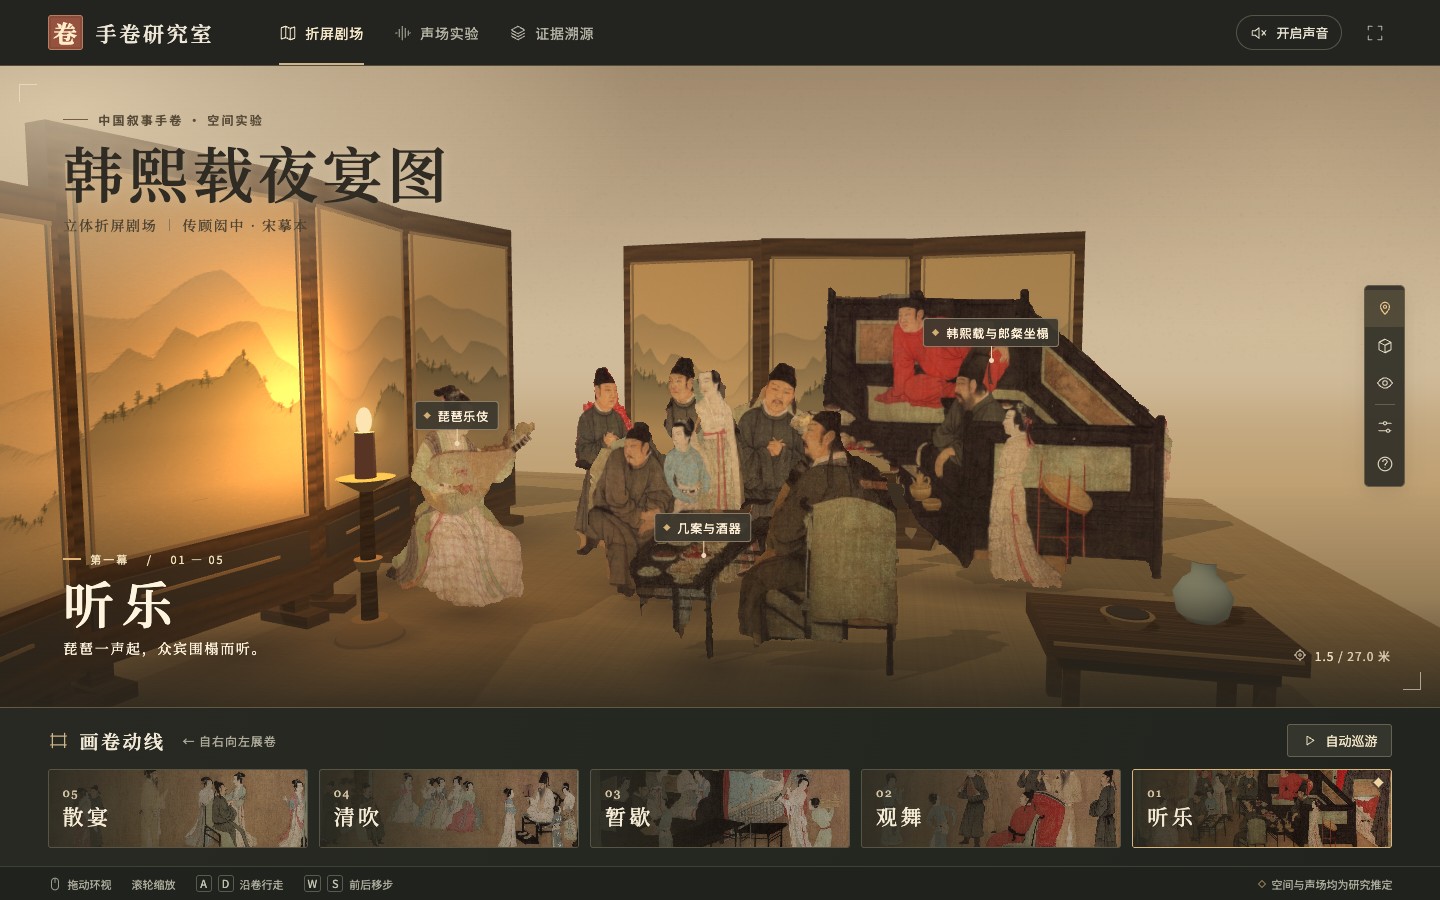 卷 手卷研究室
折屏剧场
声场实验
证据溯源
开启声音
中国叙事手卷 · 空间实验
韩熙载夜宴图
立体折屏剧场 | 传顾闳中 · 宋摹本
韩熙载与郎粲坐榻
琵琶乐伎
几案与酒器
第一幕 / 01 — 05
听乐
琵琶一声起，众宾围榻而听。
1.5 / 27.0 米
画卷动线
← 自右向左展卷
自动巡游
05
散宴
04
清吹
03
暂歇
02
观舞
01
听乐
拖动环视
滚轮缩放
A D 沿卷行走
W S 前后移步
空间与声场均为研究推定